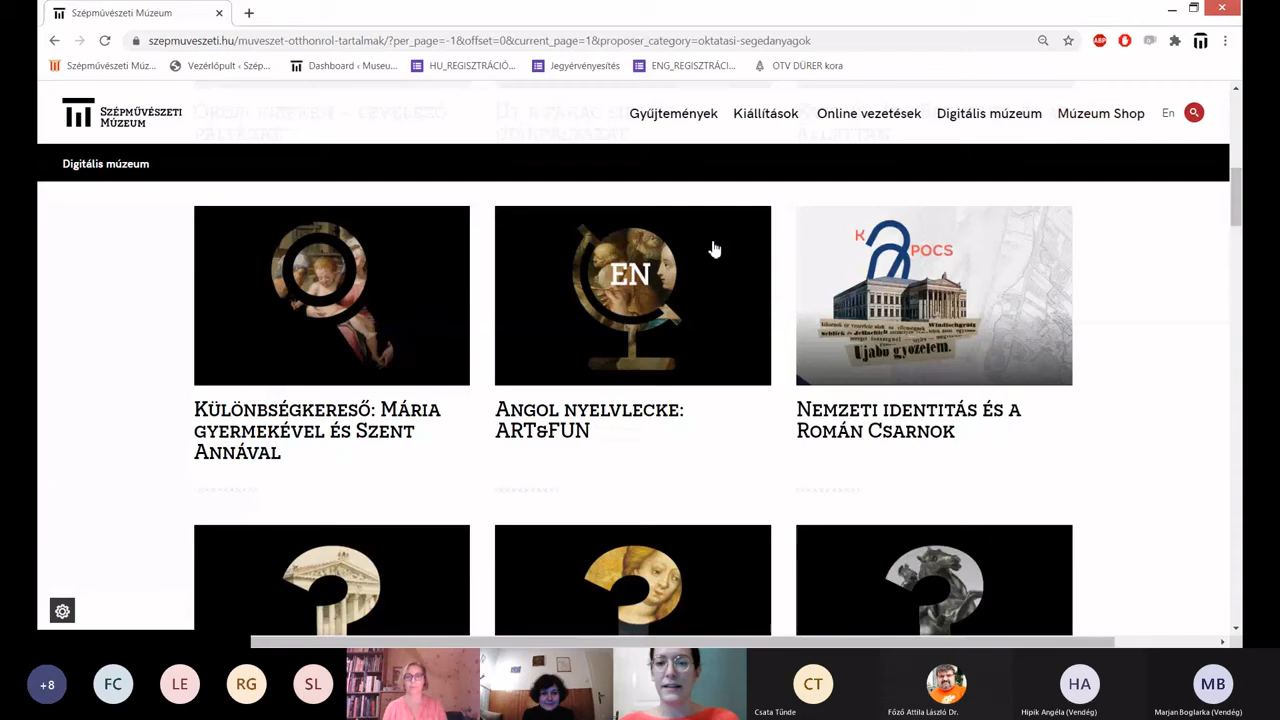 Szépművészeti Múzeum
szepmuveszeti.hu/muveszet-otthonrol-tartalmak/?per_page=-1&offset=0&current_page=1&proposer_category=oktatasi-segedanyagok
Szépművészeti Múz... Vezérlőpult ‹ Szép... Dashboard ‹ Museu... HU_REGISZTRÁCIÓ... Jegyérvényesítés ENG_REGISZTRÁCI... OTV DÜRER kora
Szépművészeti Múzeum
Gyűjtemények Kiállítások Online vezetések Digitális múzeum Múzeum Shop En
Digitális múzeum
EN
K POCS
Windischgrätz
Ujabu gyozelem.
Különbségkereső: Mária gyermekével és Szent Annával
Angol nyelvlecke: ART&FUN
Nemzeti identitás és a Román Csarnok
+8 FC LE RG SL CT HA MB
Csata Tünde Főző Attila László Dr. Hipik Angéla (Vendég) Marjan Boglarka (Vendég)